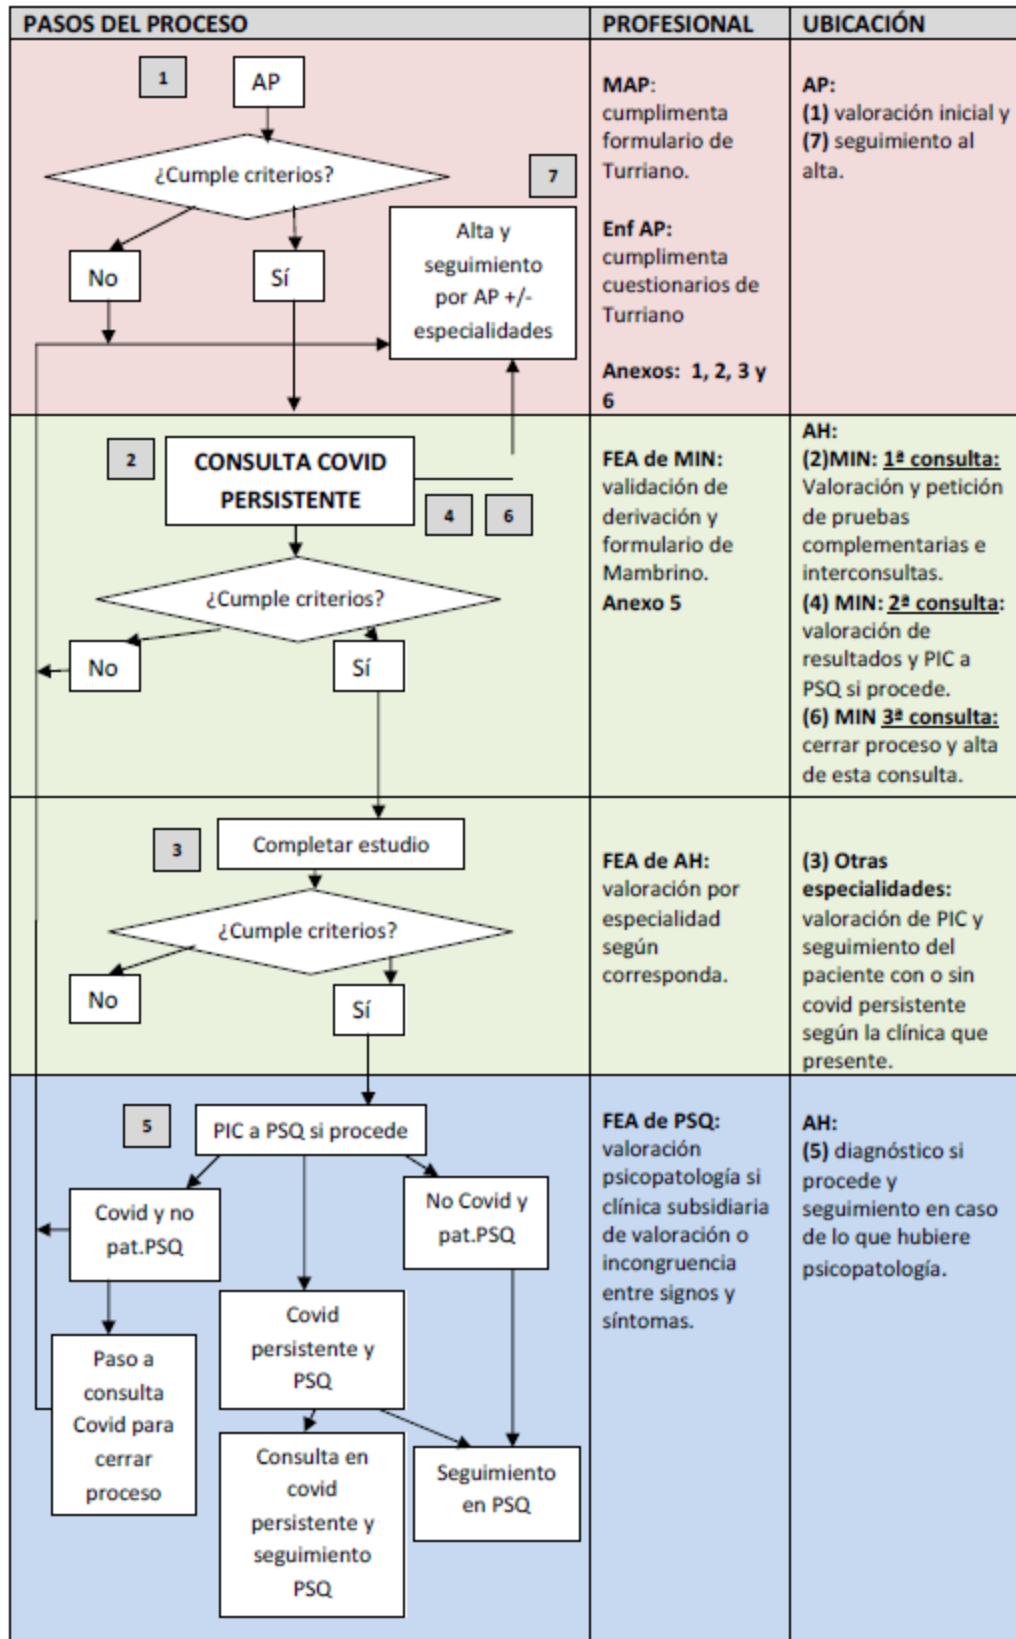 PASOS DEL PROCESO
PROFESIONAL
UBICACIÓN
1
AP
¿Cumple criterios?
7
No
Sí
Alta y
seguimiento
por AP +/-
especialidades
MAP:
cumplimenta
formulario de
Turriano.
Enf AP:
cumplimenta
cuestionarios de
Turriano
Anexos: 1, 2, 3 y
6
AP:
(1) valoración inicial y
(7) seguimiento al
alta.
2
CONSULTA COVID
PERSISTENTE
4
6
¿Cumple criterios?
No
Sí
FEA de MIN:
validación de
derivación y
formulario de
Mambrino.
Anexo 5
AH:
(2)MIN: 1ª consulta:
Valoración y petición
de pruebas
complementarias e
interconsultas.
(4) MIN: 2ª consulta:
valoración de
resultados y PIC a
PSQ si procede.
(6) MIN 3ª consulta:
cerrar proceso y alta
de esta consulta.
3
Completar estudio
¿Cumple criterios?
No
Sí
FEA de AH:
valoración por
especialidad
según
corresponda.
(3) Otras
especialidades:
valoración de PIC y
seguimiento del
paciente con o sin
covid persistente
según la clínica que
presente.
5
PIC a PSQ si procede
Covid y no
pat.PSQ
No Covid y
pat.PSQ
Covid
persistente y
PSQ
Paso a
consulta
Covid para
cerrar
proceso
Consulta en
covid
persistente y
seguimiento
PSQ
Seguimiento
en PSQ
FEA de PSQ:
valoración
psicopatología si
clínica subsidiaria
de valoración o
incongruencia
entre signos y
síntomas.
AH:
(5) diagnóstico si
procede y
seguimiento en caso
de lo que hubiere
psicopatología.